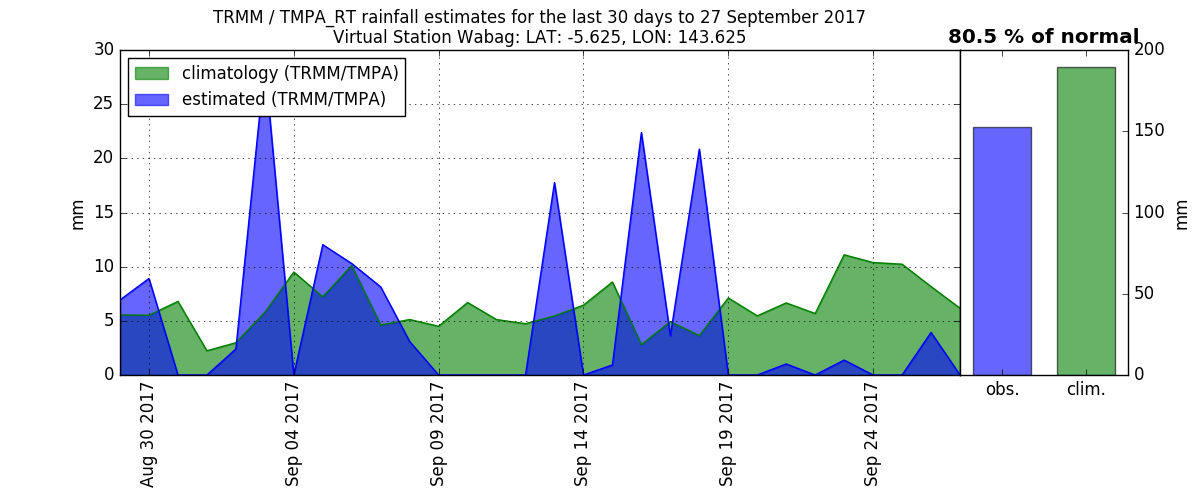 TRMM / TMPA_RT rainfall estimates for the last 30 days to 27 September 2017
Virtual Station Wabag: LAT: -5.625, LON: 143.625
80.5 % of normal
climatology (TRMM/TMPA)
estimated (TRMM/TMPA)
mm
30
25
20
15
10
5
0
Aug 30 2017
Sep 04 2017
Sep 09 2017
Sep 14 2017
Sep 19 2017
Sep 24 2017
200
150
100
50
0
mm
obs.
clim.